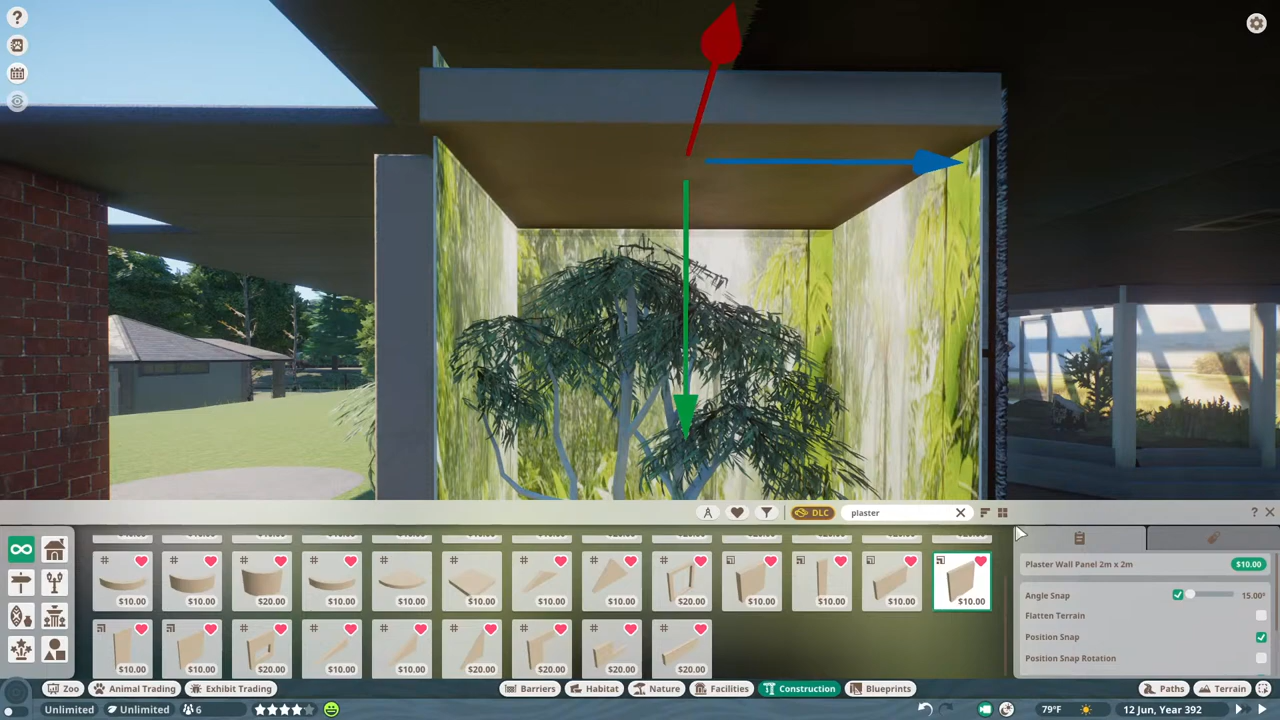 ?
DLC
plaster
?
$10.00 $10.00 $20.00 $10.00 $10.00 $10.00 $10.00 $10.00 $20.00 $10.00 $10.00 $10.00 $10.00
$10.00 $10.00 $20.00 $10.00 $20.00 $20.00 $20.00 $20.00 $20.00
Plaster Wall Panel 2m x 2m $10.00
Angle Snap 15.00°
Flatten Terrain
Position Snap
Position Snap Rotation
Zoo Animal Trading Exhibit Trading Barriers Habitat Nature Facilities Construction Blueprints Paths Terrain
Unlimited Unlimited 6 79°F 12 Jun, Year 392